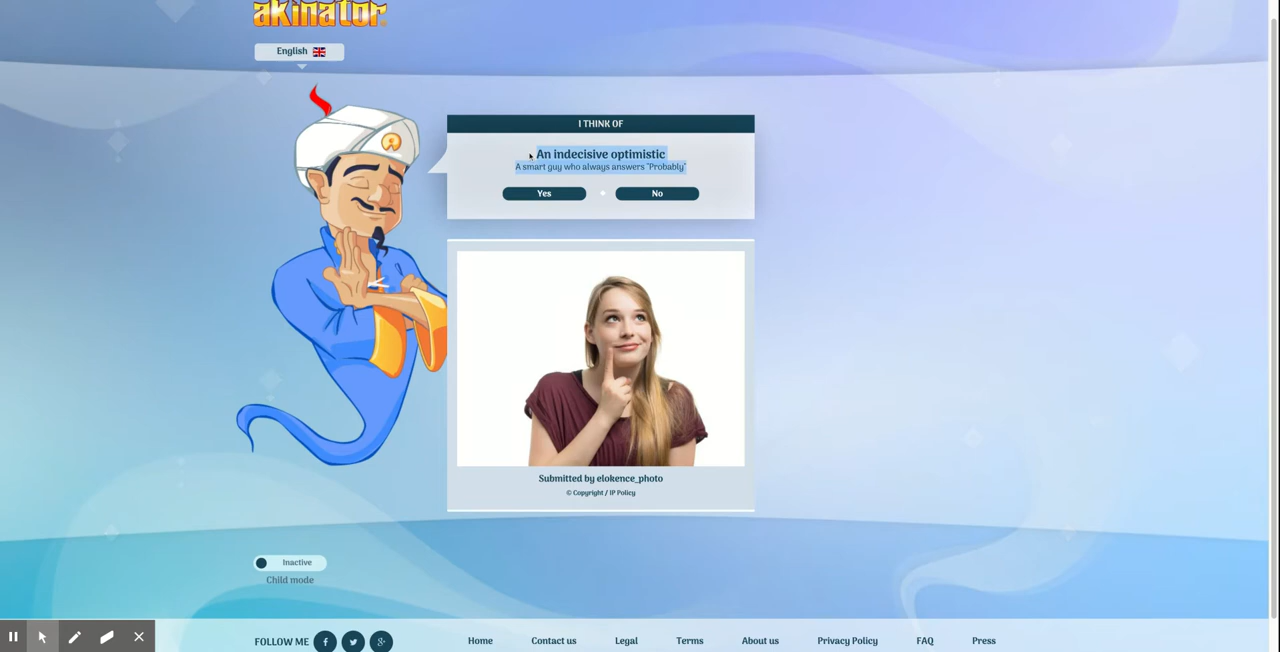 akinator
English
I THINK OF
An indecisive optimistic
A smart guy who always answers "Probably"
Yes
No
Submitted by elokence_photo
© Copyright / IP Policy
Inactive
Child mode
FOLLOW ME
Home
Contact us
Legal
Terms
About us
Privacy Policy
FAQ
Press